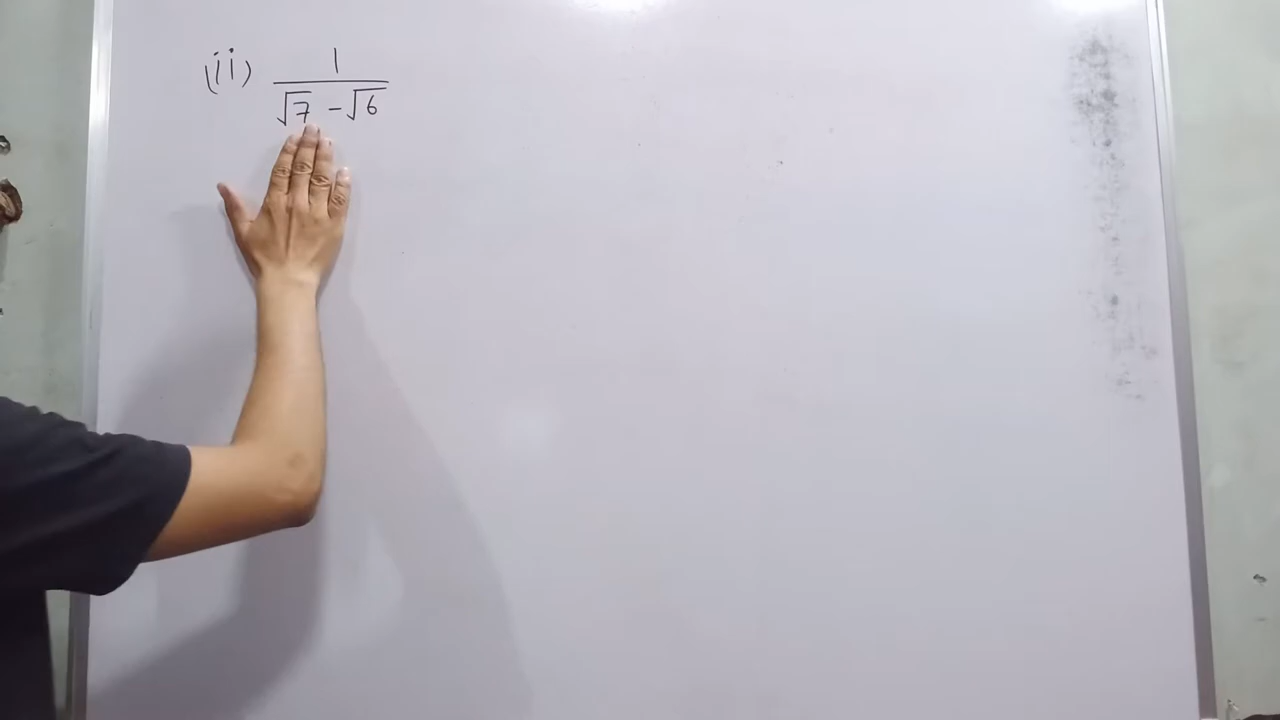 (ii) 1
√7 - √6